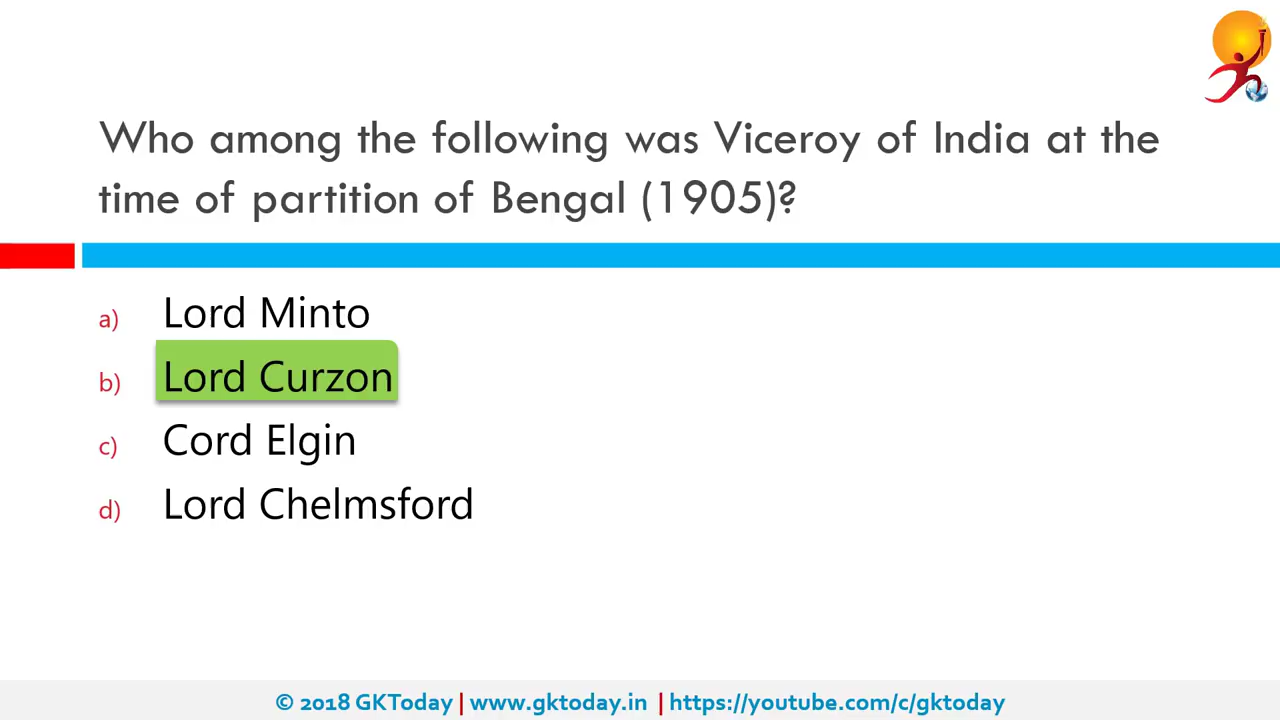 Who among the following was Viceroy of India at the
time of partition of Bengal (1905)?
a) Lord Minto
b) Lord Curzon
c) Cord Elgin
d) Lord Chelmsford
© 2018 GKToday | www.gktoday.in | https://youtube.com/c/gktoday